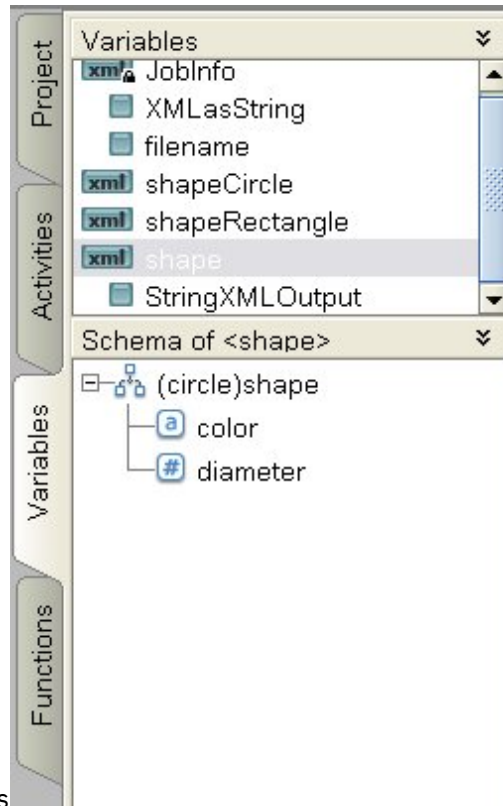 Project
Activities
Variables
Functions
Variables
xml JobInfo
XMLasString
filename
xml shapeCircle
xml shapeRectangle
xml shape
StringXMLOutput
Schema of <shape>
(circle)shape
a color
# diameter
s